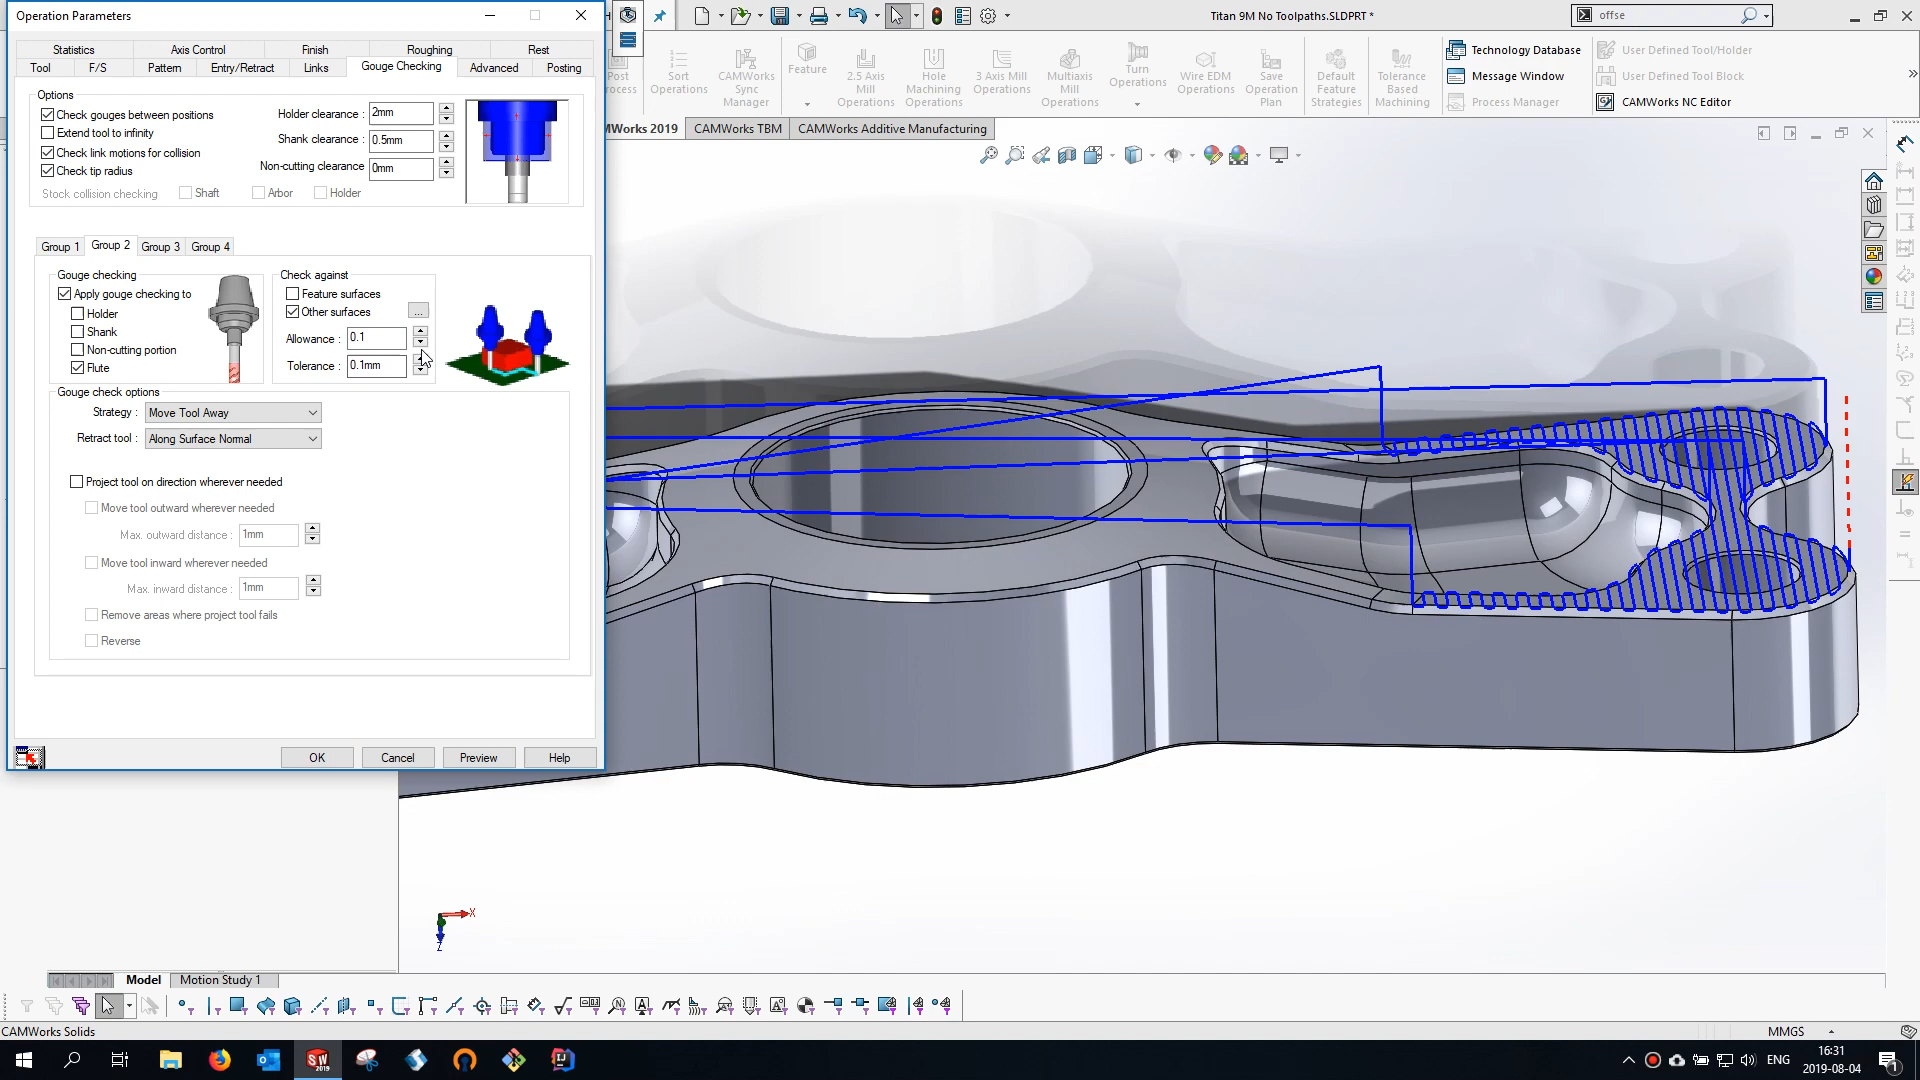 Operation Parameters
Titan 9M No Toolpaths.SLDPRT *
offse
Statistics
Axis Control
Finish
Roughing
Rest
Tool
F/S
Pattern
Entry/Retract
Links
Gouge Checking
Advanced
Posting
Post
Process
Sort
Operations
CAMWorks
Sync
Manager
Feature
2.5 Axis
Mill
Operations
Hole
Machining
Operations
3 Axis Mill
Operations
Multiaxis
Mill
Operations
Turn
Operations
Wire EDM
Operations
Save
Operation
Plan
Default
Feature
Strategies
Tolerance
Based
Machining
Technology Database
Message Window
Process Manager
User Defined Tool/Holder
User Defined Tool Block
CAMWorks NC Editor
MWorks 2019
CAMWorks TBM
CAMWorks Additive Manufacturing
Options
Check gouges between positions
Extend tool to infinity
Check link motions for collision
Check tip radius
Holder clearance :
2mm
Shank clearance :
0.5mm
Non-cutting clearance
0mm
Stock collision checking
Shaft
Arbor
Holder
Group 1
Group 2
Group 3
Group 4
Gouge checking
Apply gouge checking to
Holder
Shank
Non-cutting portion
Flute
Check against
Feature surfaces
Other surfaces
...
Allowance :
0.1
Tolerance :
0.1mm
Gouge check options
Strategy :
Move Tool Away
Retract tool :
Along Surface Normal
Project tool on direction wherever needed
Move tool outward wherever needed
Max. outward distance :
1mm
Move tool inward wherever needed
Max. inward distance :
1mm
Remove areas where project tool fails
Reverse
OK
Cancel
Preview
Help
X
Z
Model
Motion Study 1
CAMWorks Solids
MMGS
SW
2019
IJ
ENG
16:31
2019-08-04
1